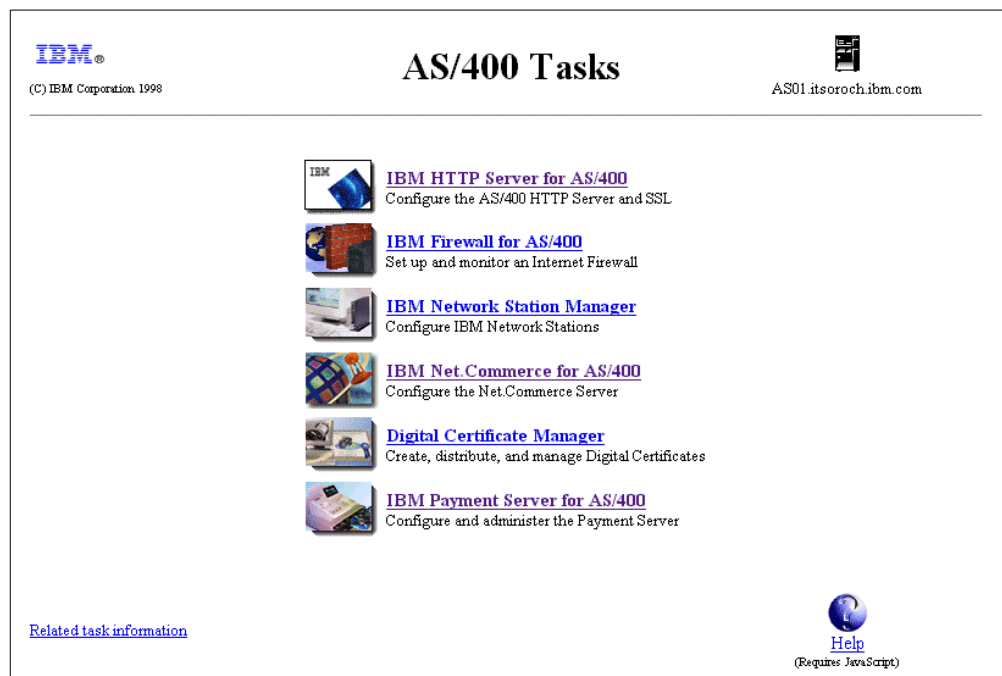 IBM®
(C) IBM Corporation 1998
AS/400 Tasks
AS01.itsoroch.ibm.com
IBM
IBM HTTP Server for AS/400
Configure the AS/400 HTTP Server and SSL
IBM Firewall for AS/400
Set up and monitor an Internet Firewall
IBM Network Station Manager
Configure IBM Network Stations
IBM Net.Commerce for AS/400
Configure the Net.Commerce Server
Digital Certificate Manager
Create, distribute, and manage Digital Certificates
IBM Payment Server for AS/400
Configure and administer the Payment Server
Related task information
Help
(Requires JavaScript)